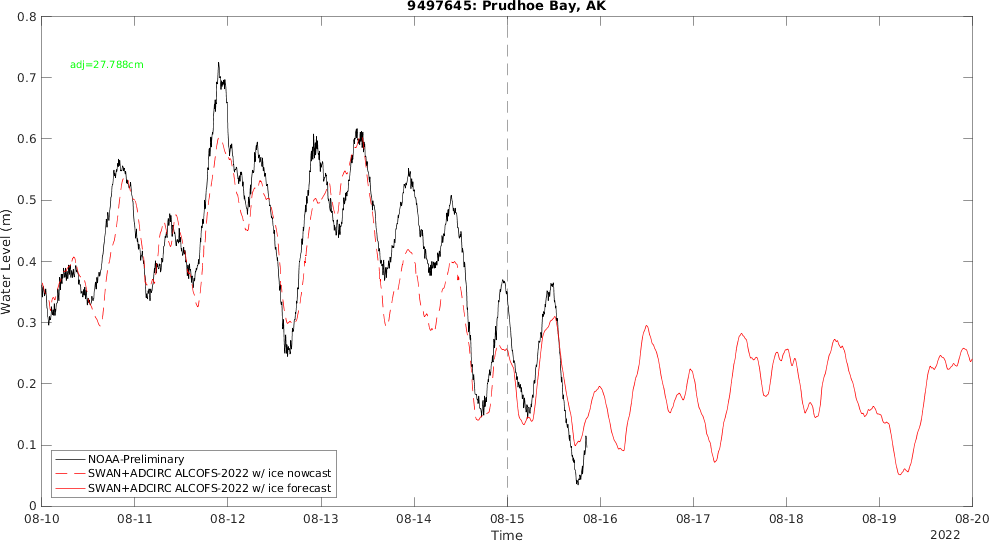 9497645: Prudhoe Bay, AK
0.8
0.7
0.6
0.5
0.4
0.3
0.2
0.1
0
Water Level (m)
adj=27.788cm
NOAA-Preliminary
SWAN+ADCIRC ALCOFS-2022 w/ ice nowcast
SWAN+ADCIRC ALCOFS-2022 w/ ice forecast
08-10 08-11 08-12 08-13 08-14 08-15 08-16 08-17 08-18 08-19 08-20
Time
2022